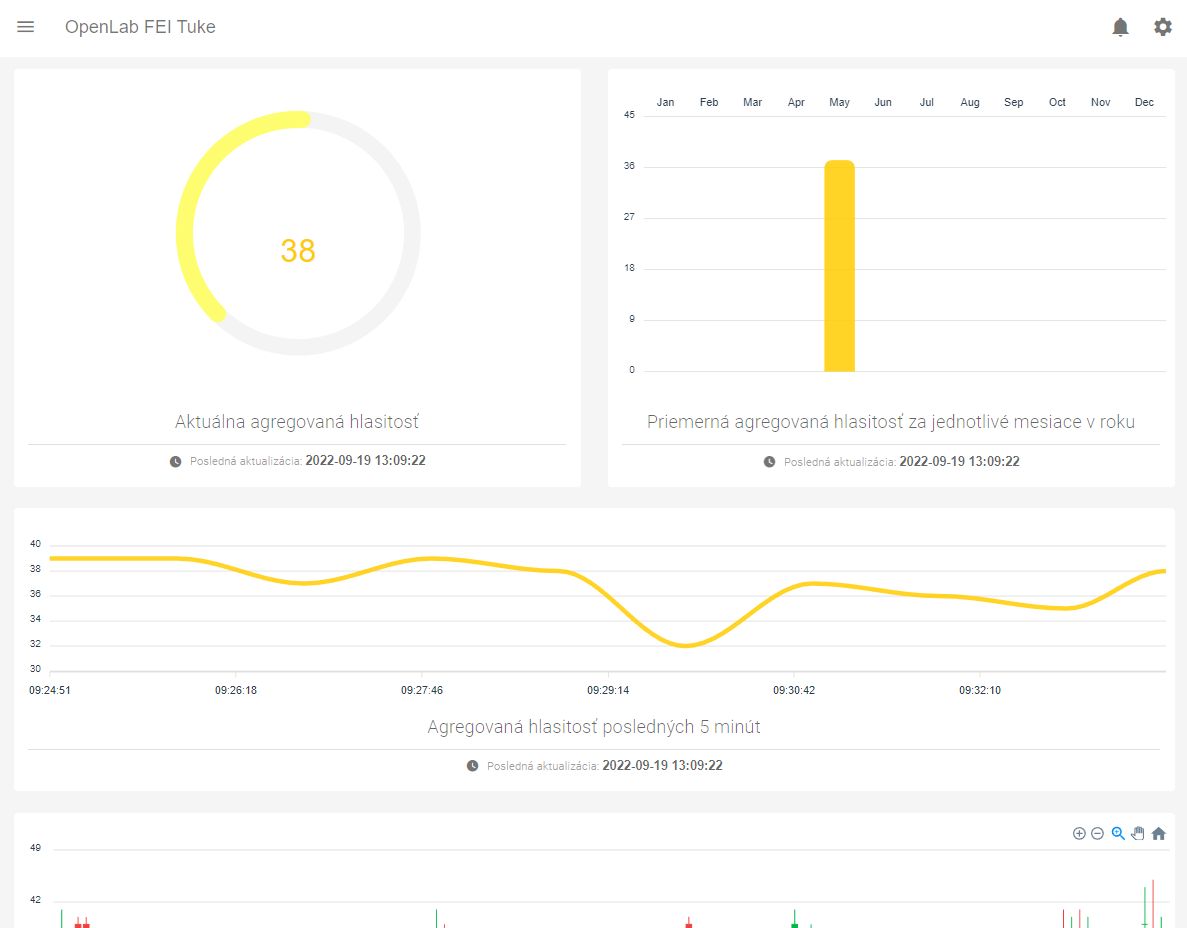 OpenLab FEI Tuke
38
Aktuálna agregovaná hlasitosť
Posledná aktualizácia: 2022-09-19 13:09:22
Jan Feb Mar Apr May Jun Jul Aug Sep Oct Nov Dec
45
36
27
18
9
0
Priemerná agregovaná hlasitosť za jednotlivé mesiace v roku
Posledná aktualizácia: 2022-09-19 13:09:22
40
38
36
34
32
30
09:24:51 09:26:18 09:27:46 09:29:14 09:30:42 09:32:10
Agregovaná hlasitosť posledných 5 minút
Posledná aktualizácia: 2022-09-19 13:09:22
49
42